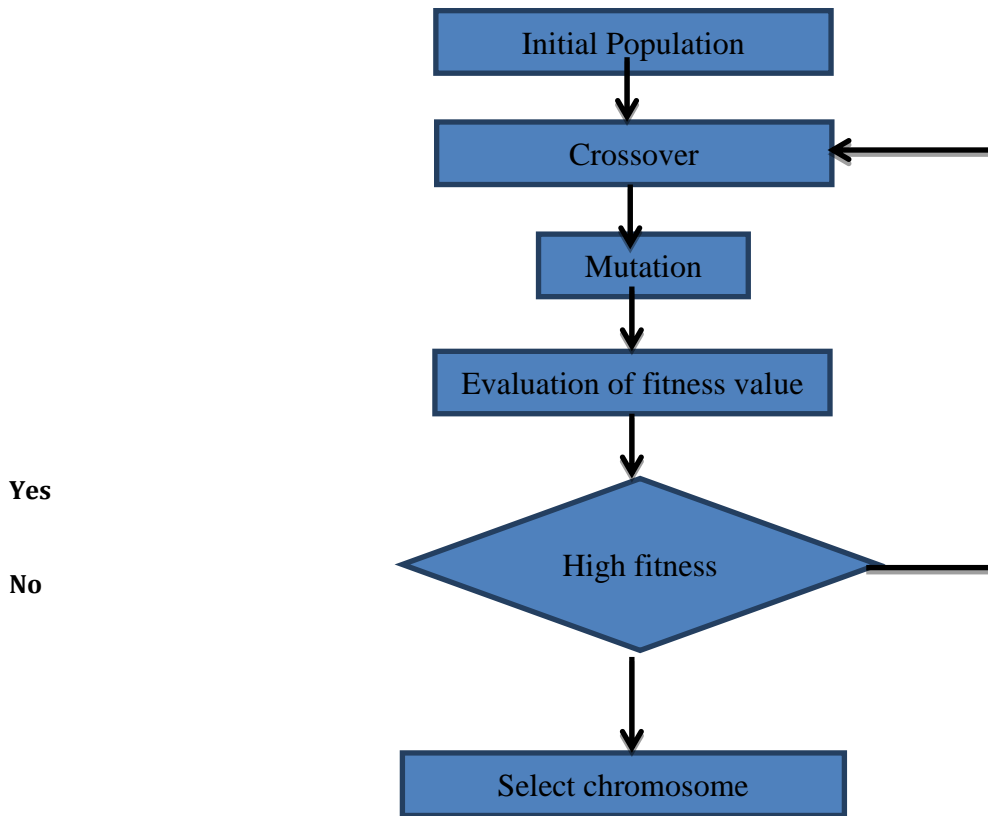 Initial Population
Crossover
Mutation
Evaluation of fitness value
Yes
High fitness
No
Select chromosome